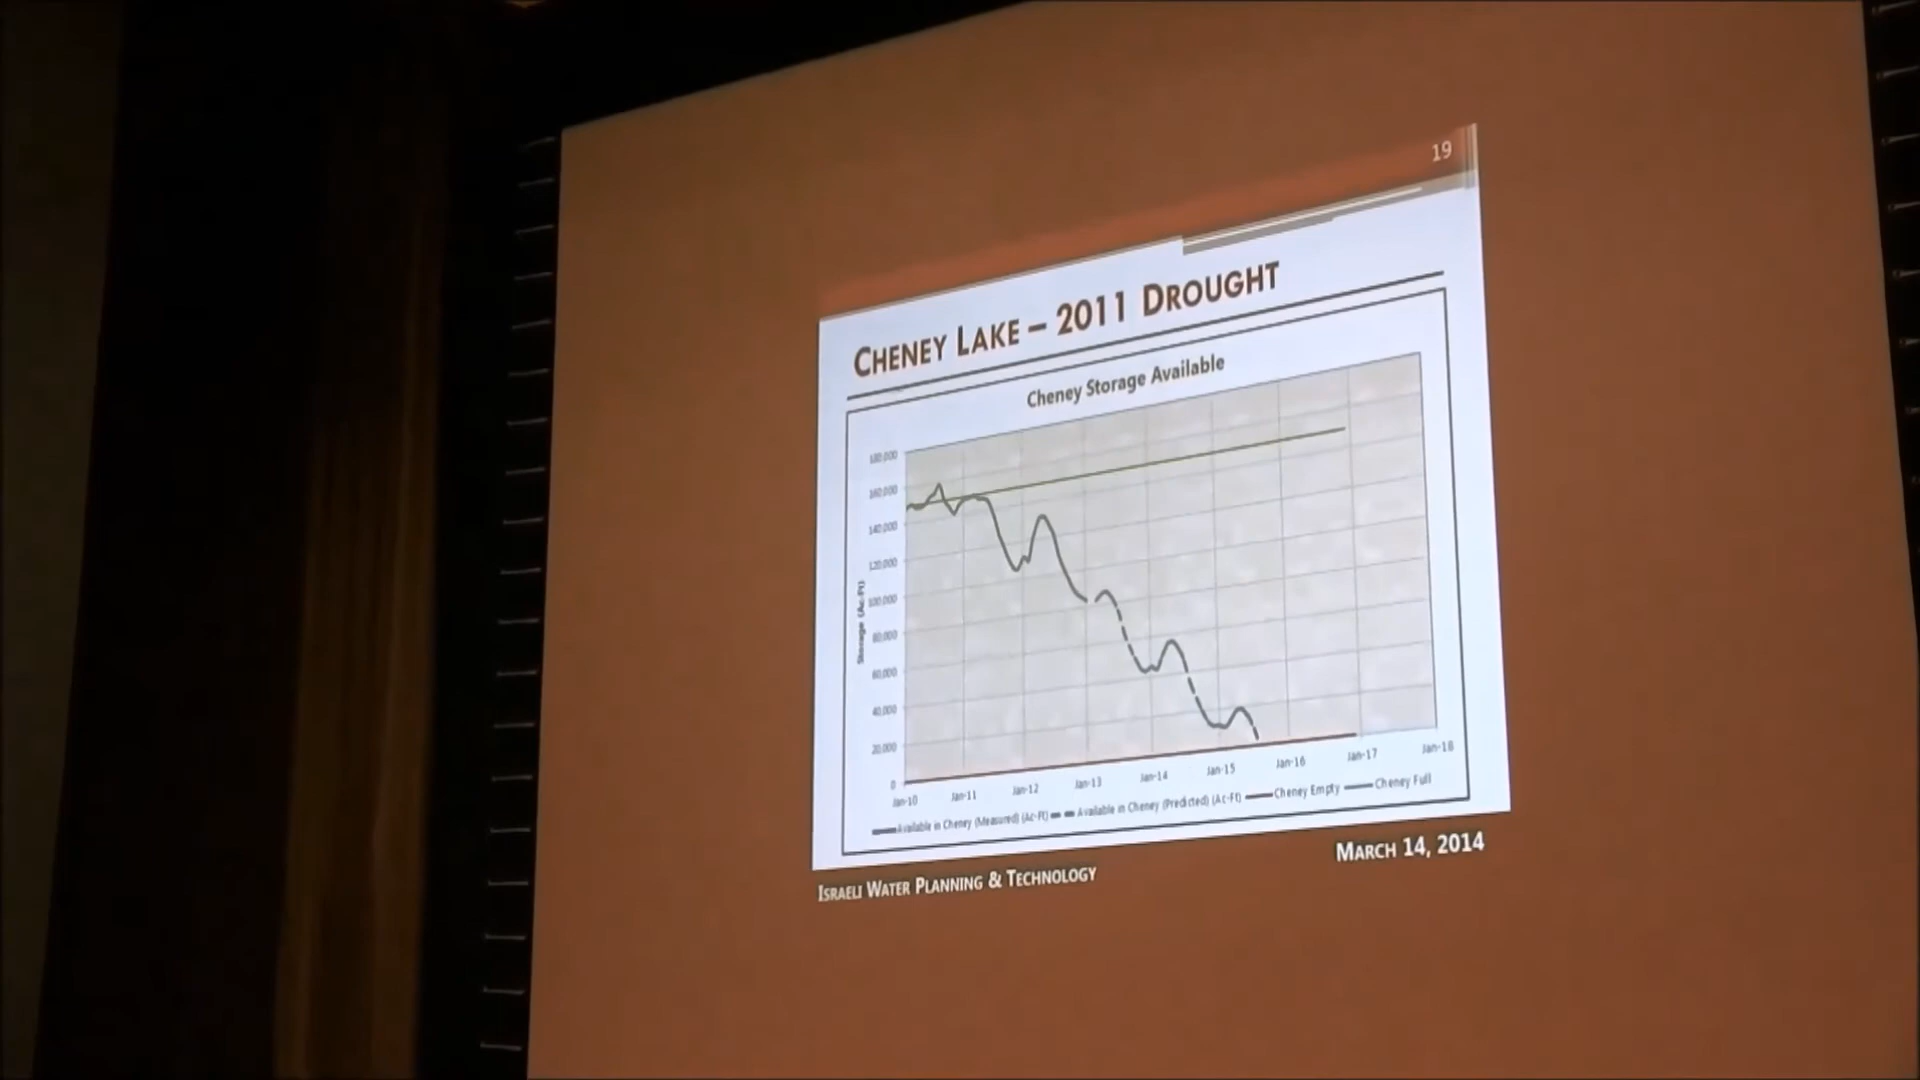 19
CHENEY LAKE – 2011 DROUGHT
Cheney Storage Available
180,000
160,000
140,000
120,000
100,000
80,000
60,000
40,000
20,000
0
Storage (Ac-Ft)
Jan-10 Jan-11 Jan-12 Jan-13 Jan-14 Jan-15 Jan-16 Jan-17 Jan-18
Available in Cheney (Measured) (Ac-Ft) Available in Cheney (Predicted) (Ac-Ft) Cheney Empty Cheney Full
ISRAELI WATER PLANNING & TECHNOLOGY
MARCH 14, 2014